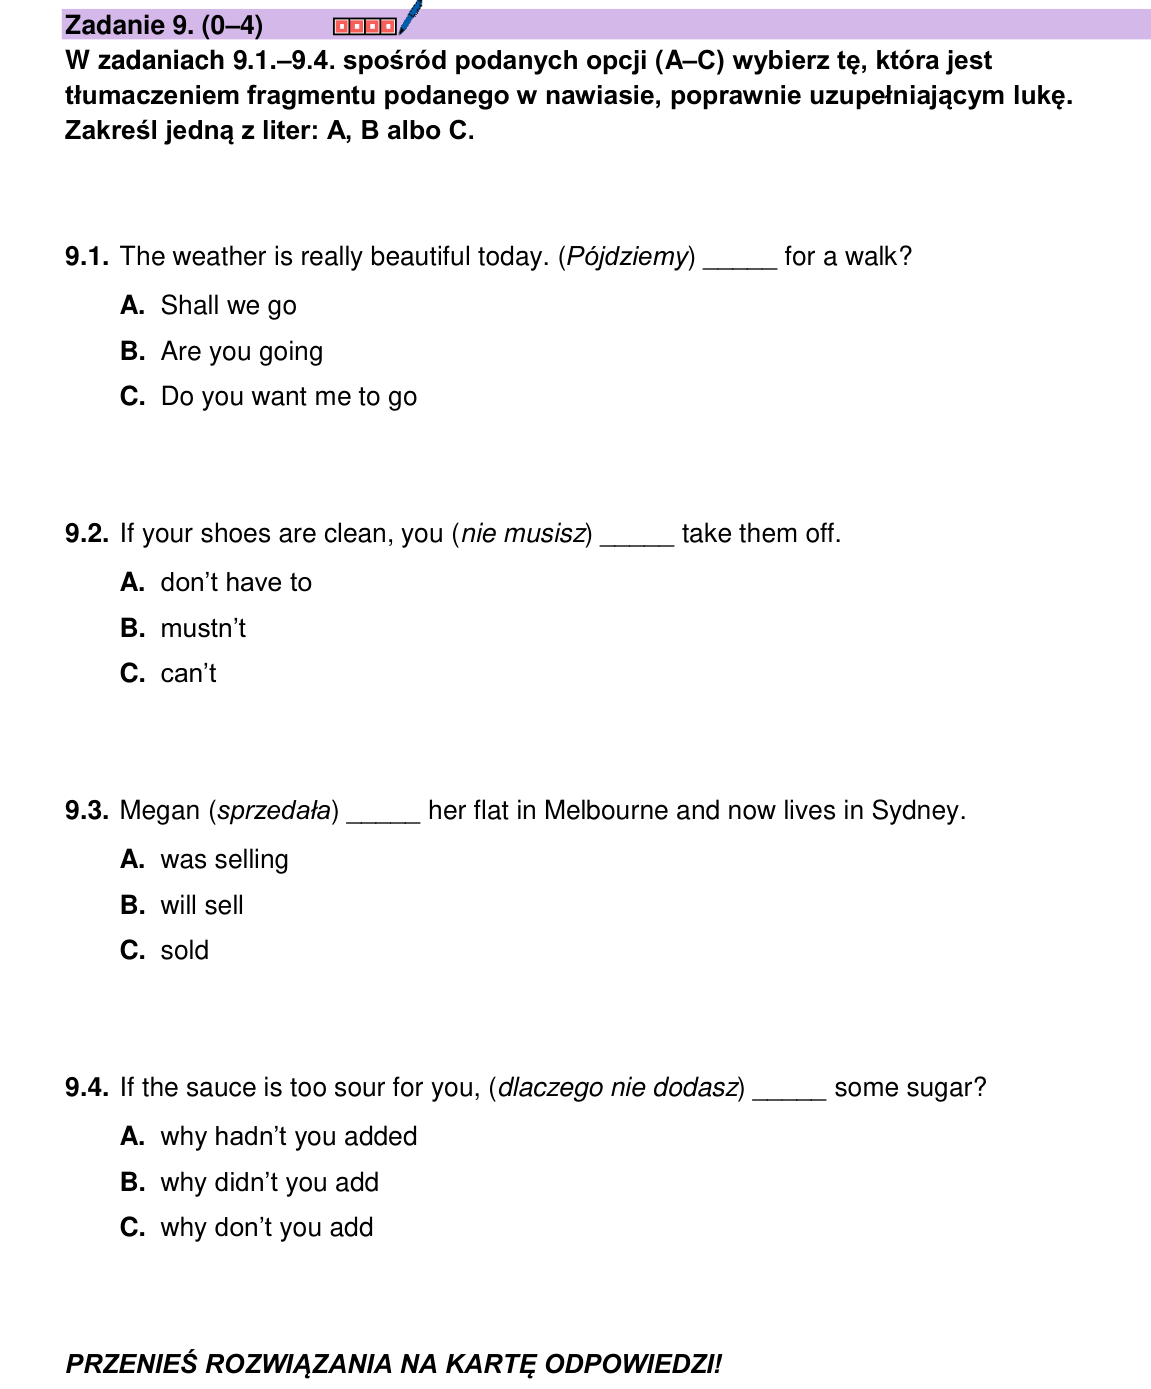 Zadanie 9. (0–4)
W zadaniach 9.1.–9.4. spośród podanych opcji (A–C) wybierz tę, która jest
tłumaczeniem fragmentu podanego w nawiasie, poprawnie uzupełniającym lukę.
Zakreśl jedną z liter: A, B albo C.
9.1. The weather is really beautiful today. (Pójdziemy) _____ for a walk?
A. Shall we go
B. Are you going
C. Do you want me to go
9.2. If your shoes are clean, you (nie musisz) _____ take them off.
A. don’t have to
B. mustn’t
C. can’t
9.3. Megan (sprzedała) _____ her flat in Melbourne and now lives in Sydney.
A. was selling
B. will sell
C. sold
9.4. If the sauce is too sour for you, (dlaczego nie dodasz) _____ some sugar?
A. why hadn’t you added
B. why didn’t you add
C. why don’t you add
PRZENIEŚ ROZWIĄZANIA NA KARTĘ ODPOWIEDZI!